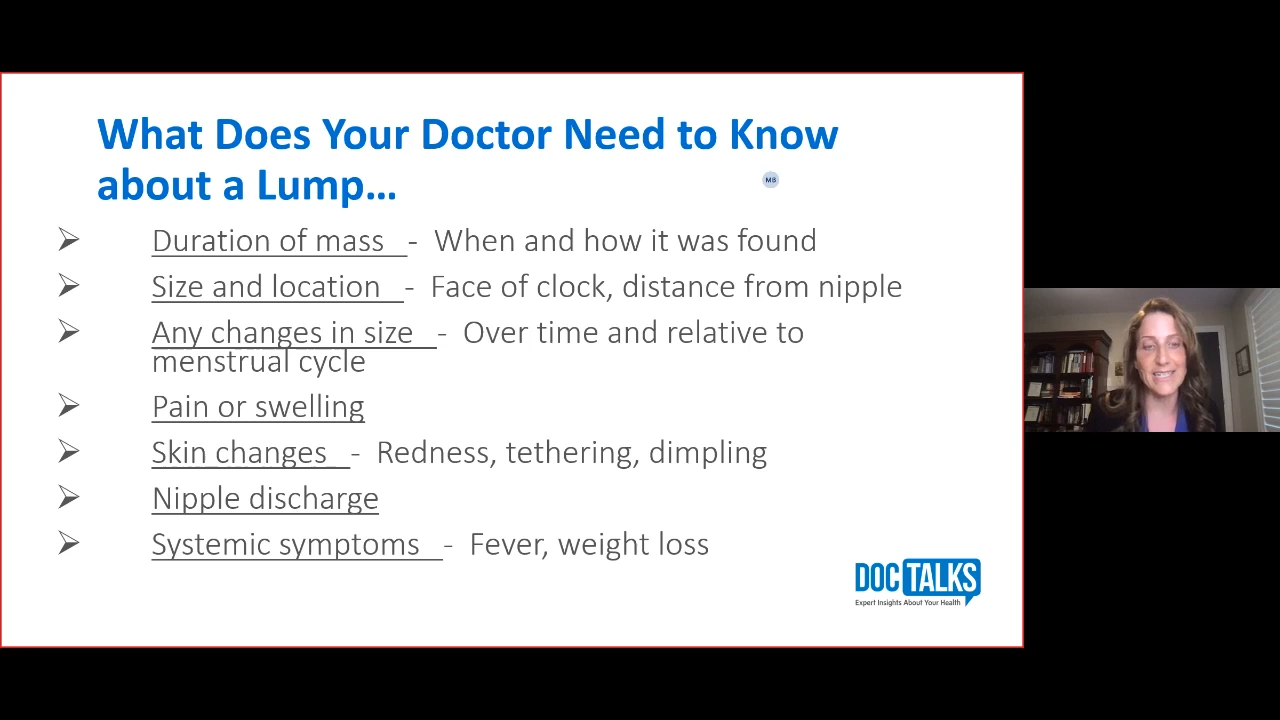 What Does Your Doctor Need to Know
about a Lump...
MB
➢ Duration of mass - When and how it was found
➢ Size and location - Face of clock, distance from nipple
➢ Any changes in size - Over time and relative to
menstrual cycle
➢ Pain or swelling
➢ Skin changes - Redness, tethering, dimpling
➢ Nipple discharge
➢ Systemic symptoms - Fever, weight loss
DOC TALKS
Expert Insights About Your Health